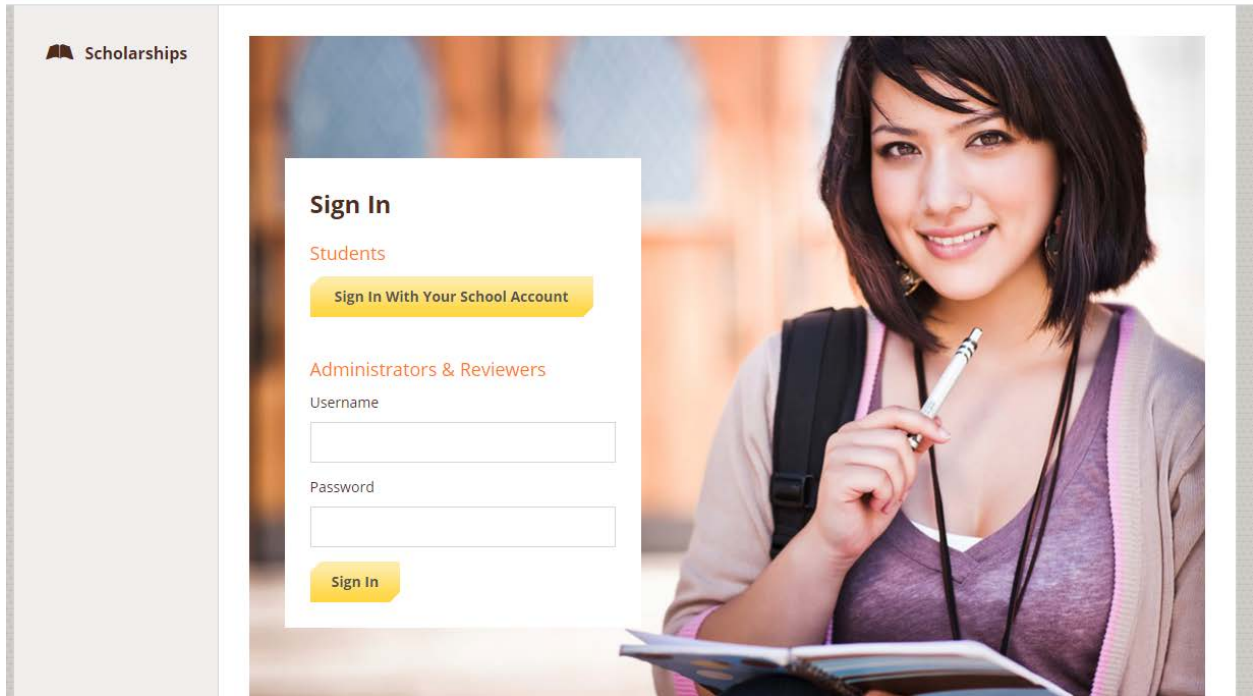 Scholarships
Sign In
Students
Sign In With Your School Account
Administrators & Reviewers
Username
Password
Sign In